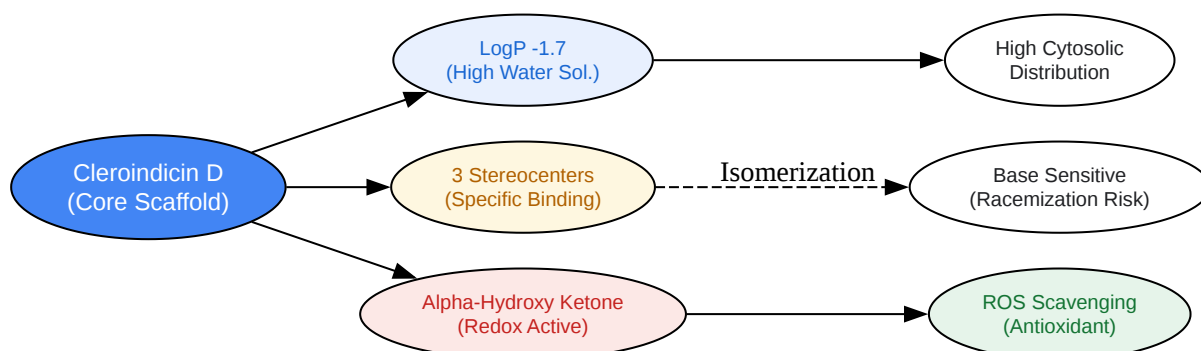 LogP -1.7
(High Water Sol.)
High Cytosolic
Distribution
Cleroindicin D
(Core Scaffold)
3 Stereocenters
(Specific Binding)
Isomerization
Base Sensitive
(Racemization Risk)
Alpha-Hydroxy Ketone
(Redox Active)
ROS Scavenging
(Antioxidant)